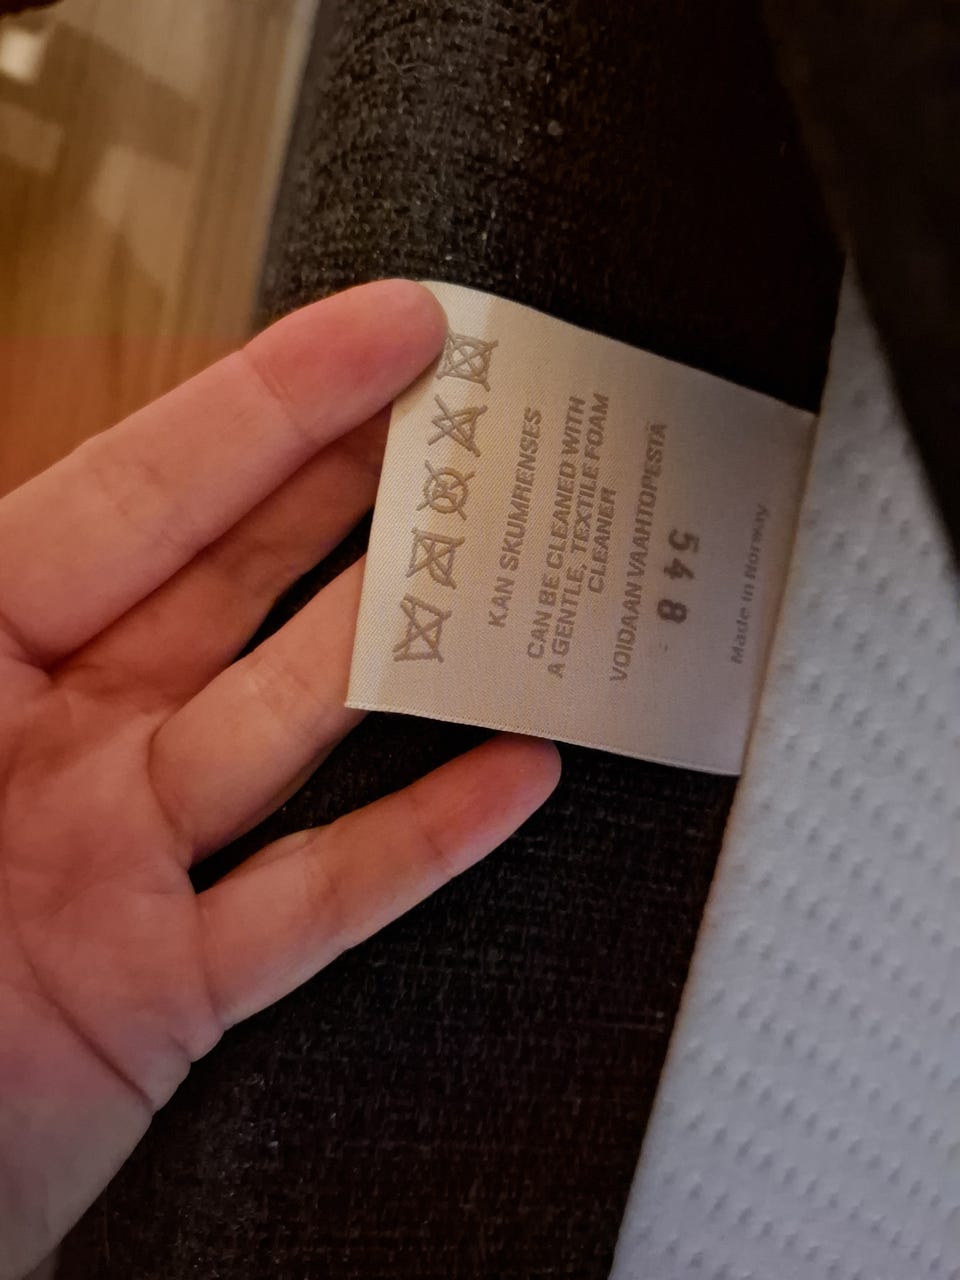 KAN SKUMRENSES
CAN BE CLEANED WITH
A GENTLE, TEXTILE FOAM
CLEANER
VOIDAAN VAAHTOPESTÄ
548
Made in Norway